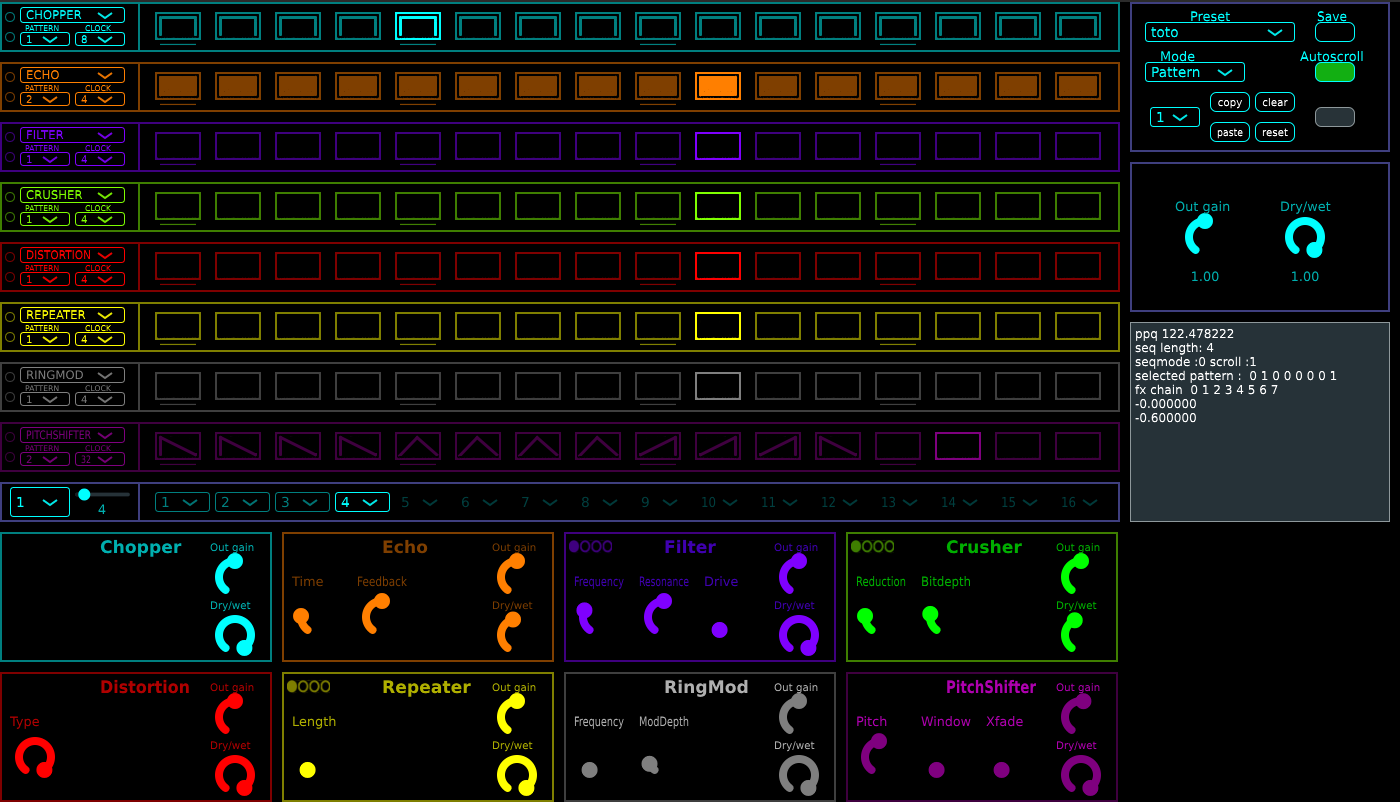 CHOPPER
PATTERN CLOCK
1 8
ECHO
PATTERN CLOCK
2 4
FILTER
PATTERN CLOCK
1 4
CRUSHER
PATTERN CLOCK
1 4
DISTORTION
PATTERN CLOCK
1 4
REPEATER
PATTERN CLOCK
1 4
RINGMOD
PATTERN CLOCK
1 4
PITCHSHIFTER
PATTERN CLOCK
2 32
1 4 1 2 3 4 5 6 7 8 9 10 11 12 13 14 15 16
Preset Save
toto
Mode Autoscroll
Pattern
copy clear
1
paste reset
Out gain Dry/wet
1.00 1.00
ppq 122.478222
seq length: 4
seqmode :0 scroll :1
selected pattern :  0 1 0 0 0 0 0 1
fx chain  0 1 2 3 4 5 6 7
-0.000000
-0.600000
Chopper Out gain
Dry/wet
Echo Out gain
Time Feedback
Dry/wet
Filter Out gain
Frequency Resonance Drive
Dry/wet
Crusher Out gain
Reduction Bitdepth
Dry/wet
Distortion Out gain
Type
Dry/wet
Repeater Out gain
Length
Dry/wet
RingMod Out gain
Frequency ModDepth
Dry/wet
PitchShifter Out gain
Pitch Window Xfade
Dry/wet